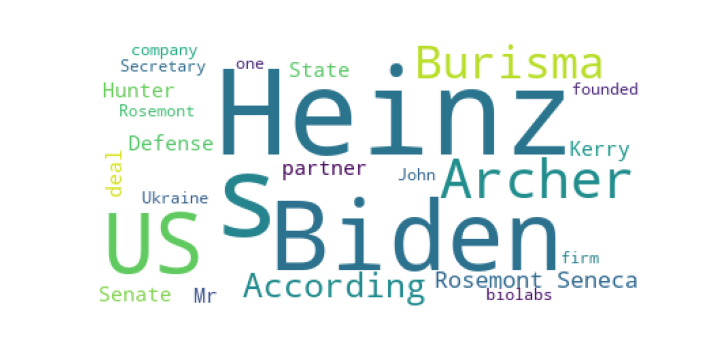 company
Secretary
one
State
Burisma
Hunter
Heinz
founded
Rosemont
Defense
Kerry
deal
partner
John
Archer
Ukraine
s
US
Biden
firm
According
Rosemont Seneca
Senate
Mr
biolabs